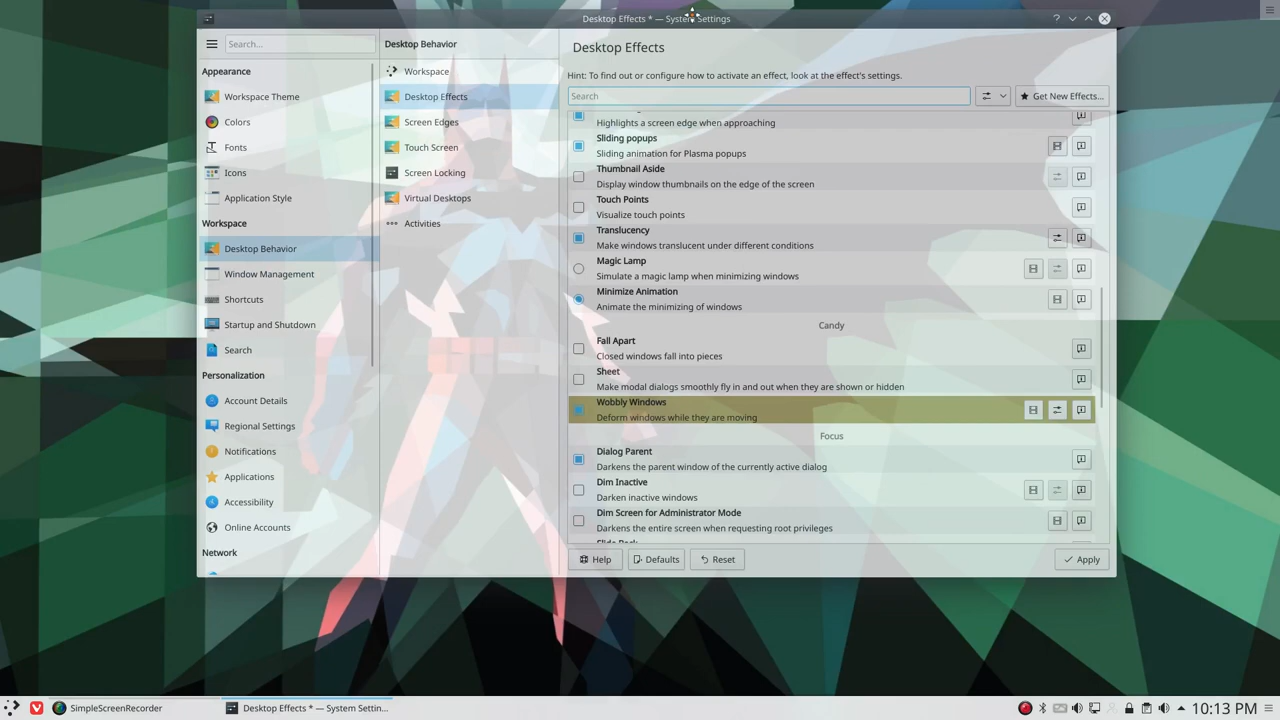 Desktop Effects * — System Settings
Search...
Appearance
Workspace Theme
Colors
Fonts
Icons
Application Style
Workspace
Desktop Behavior
Window Management
Shortcuts
Startup and Shutdown
Search
Personalization
Account Details
Regional Settings
Notifications
Applications
Accessibility
Online Accounts
Network
Desktop Behavior
Workspace
Desktop Effects
Screen Edges
Touch Screen
Screen Locking
Virtual Desktops
Activities
Desktop Effects
Hint: To find out or configure how to activate an effect, look at the effect's settings.
Search
Get New Effects...
Highlights a screen edge when approaching
Sliding popups
Sliding animation for Plasma popups
Thumbnail Aside
Display window thumbnails on the edge of the screen
Touch Points
Visualize touch points
Translucency
Make windows translucent under different conditions
Magic Lamp
Simulate a magic lamp when minimizing windows
Minimize Animation
Animate the minimizing of windows
Candy
Fall Apart
Closed windows fall into pieces
Sheet
Make modal dialogs smoothly fly in and out when they are shown or hidden
Wobbly Windows
Deform windows while they are moving
Focus
Dialog Parent
Darkens the parent window of the currently active dialog
Dim Inactive
Darken inactive windows
Dim Screen for Administrator Mode
Darkens the entire screen when requesting root privileges
Help
Defaults
Reset
Apply
SimpleScreenRecorder
Desktop Effects * — System Settin...
10:13 PM